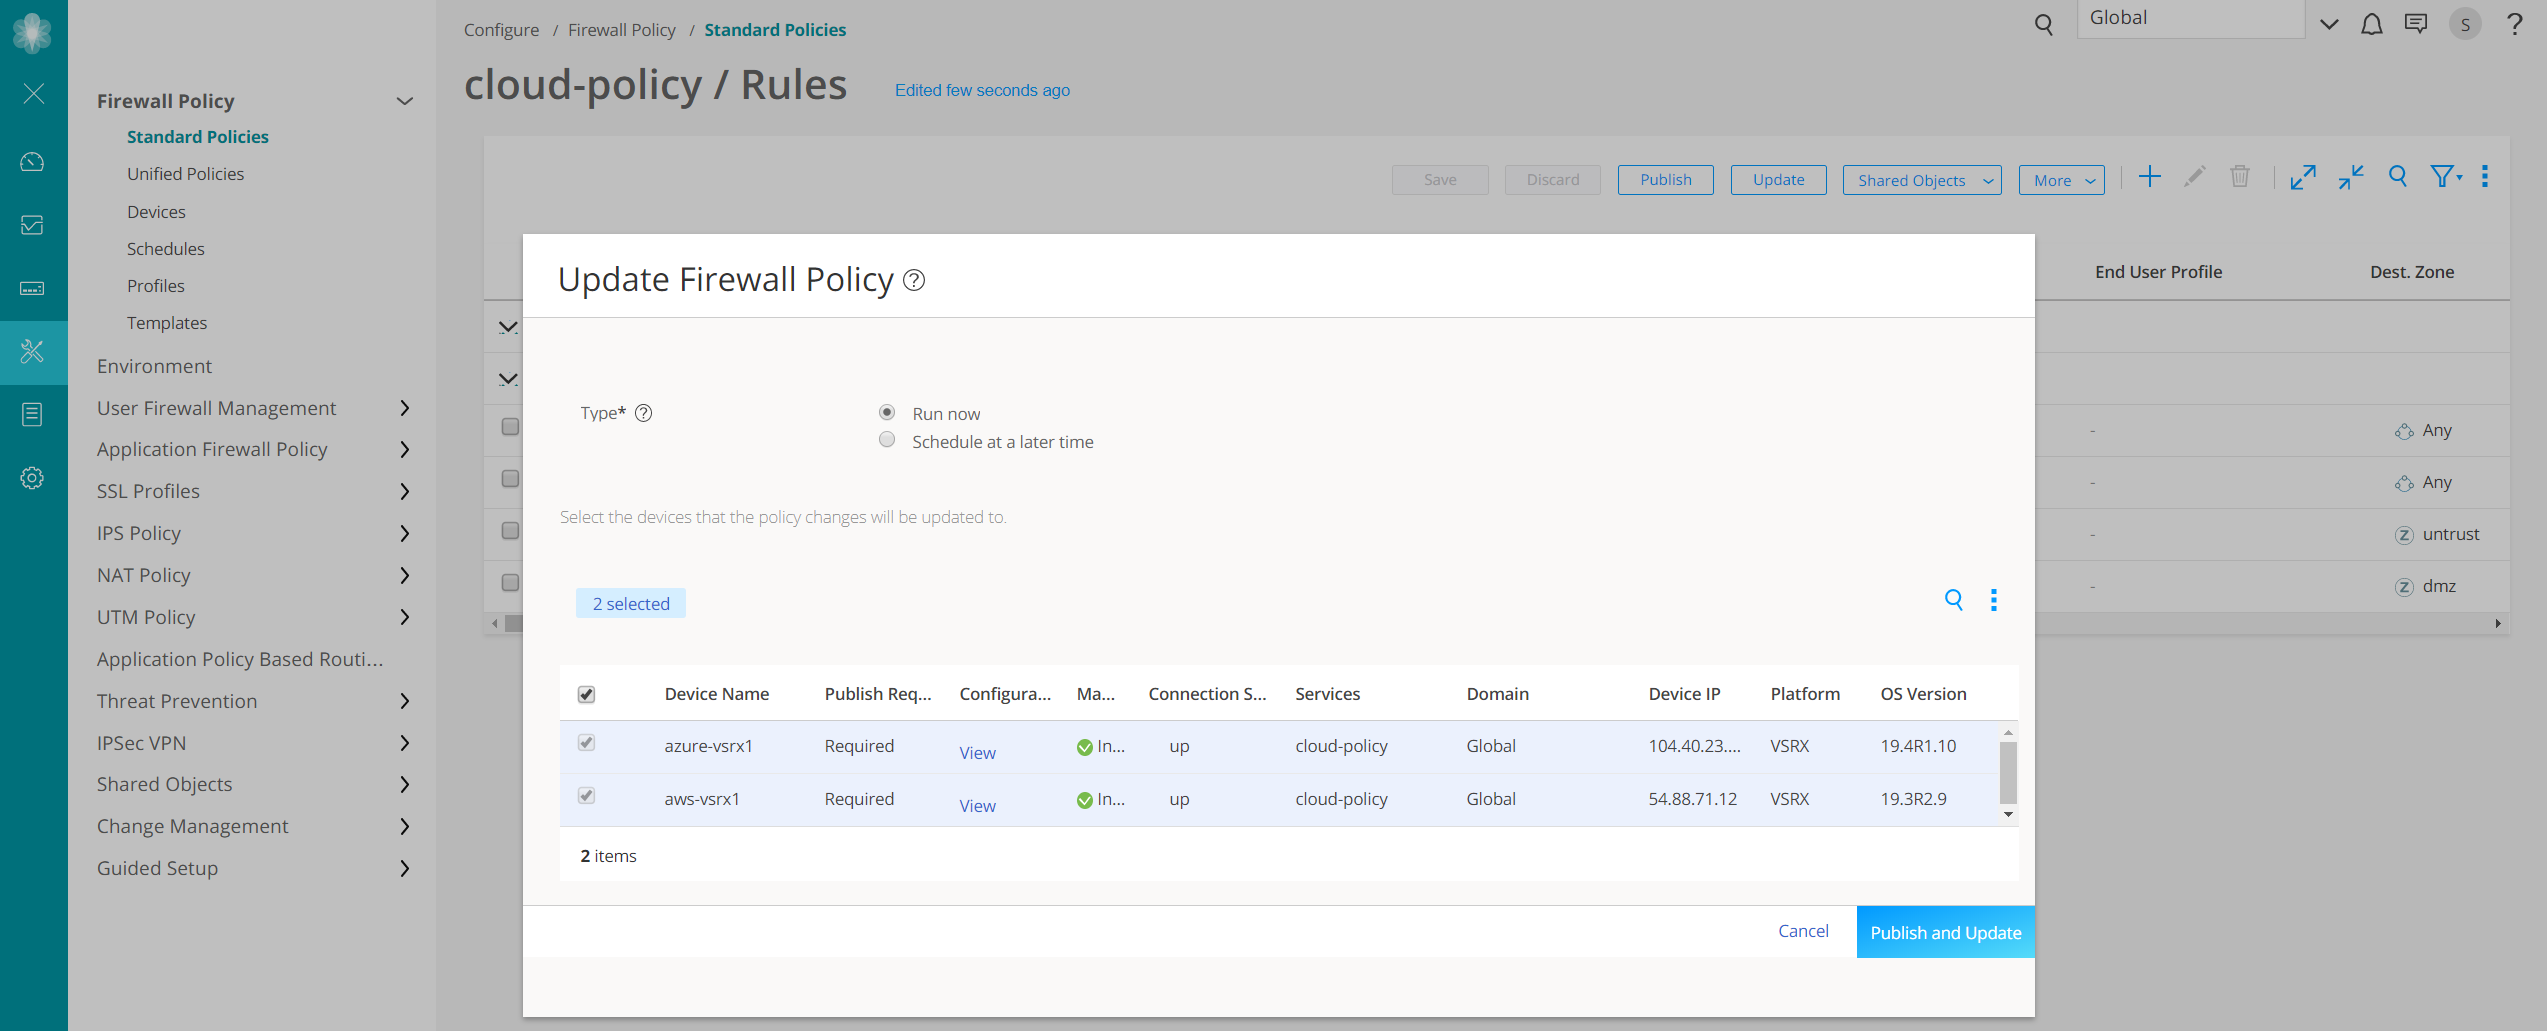 Configure / Firewall Policy / Standard Policies
Global
S
?
cloud-policy / Rules
Edited few seconds ago
Firewall Policy
Standard Policies
Unified Policies
Devices
Schedules
Profiles
Templates
Environment
User Firewall Management
Application Firewall Policy
SSL Profiles
IPS Policy
NAT Policy
UTM Policy
Application Policy Based Routi...
Threat Prevention
IPSec VPN
Shared Objects
Change Management
Guided Setup
Save Discard Publish Update Shared Objects More
End User Profile Dest. Zone
- Any
- Any
- Z untrust
- Z dmz
Update Firewall Policy ?
Type* ?
Run now
Schedule at a later time
Select the devices that the policy changes will be updated to.
2 selected
Device Name Publish Req... Configura... Ma... Connection S... Services Domain Device IP Platform OS Version
azure-vsrx1 Required View In... up cloud-policy Global 104.40.23.... VSRX 19.4R1.10
aws-vsrx1 Required View In... up cloud-policy Global 54.88.71.12 VSRX 19.3R2.9
2 items
Cancel Publish and Update